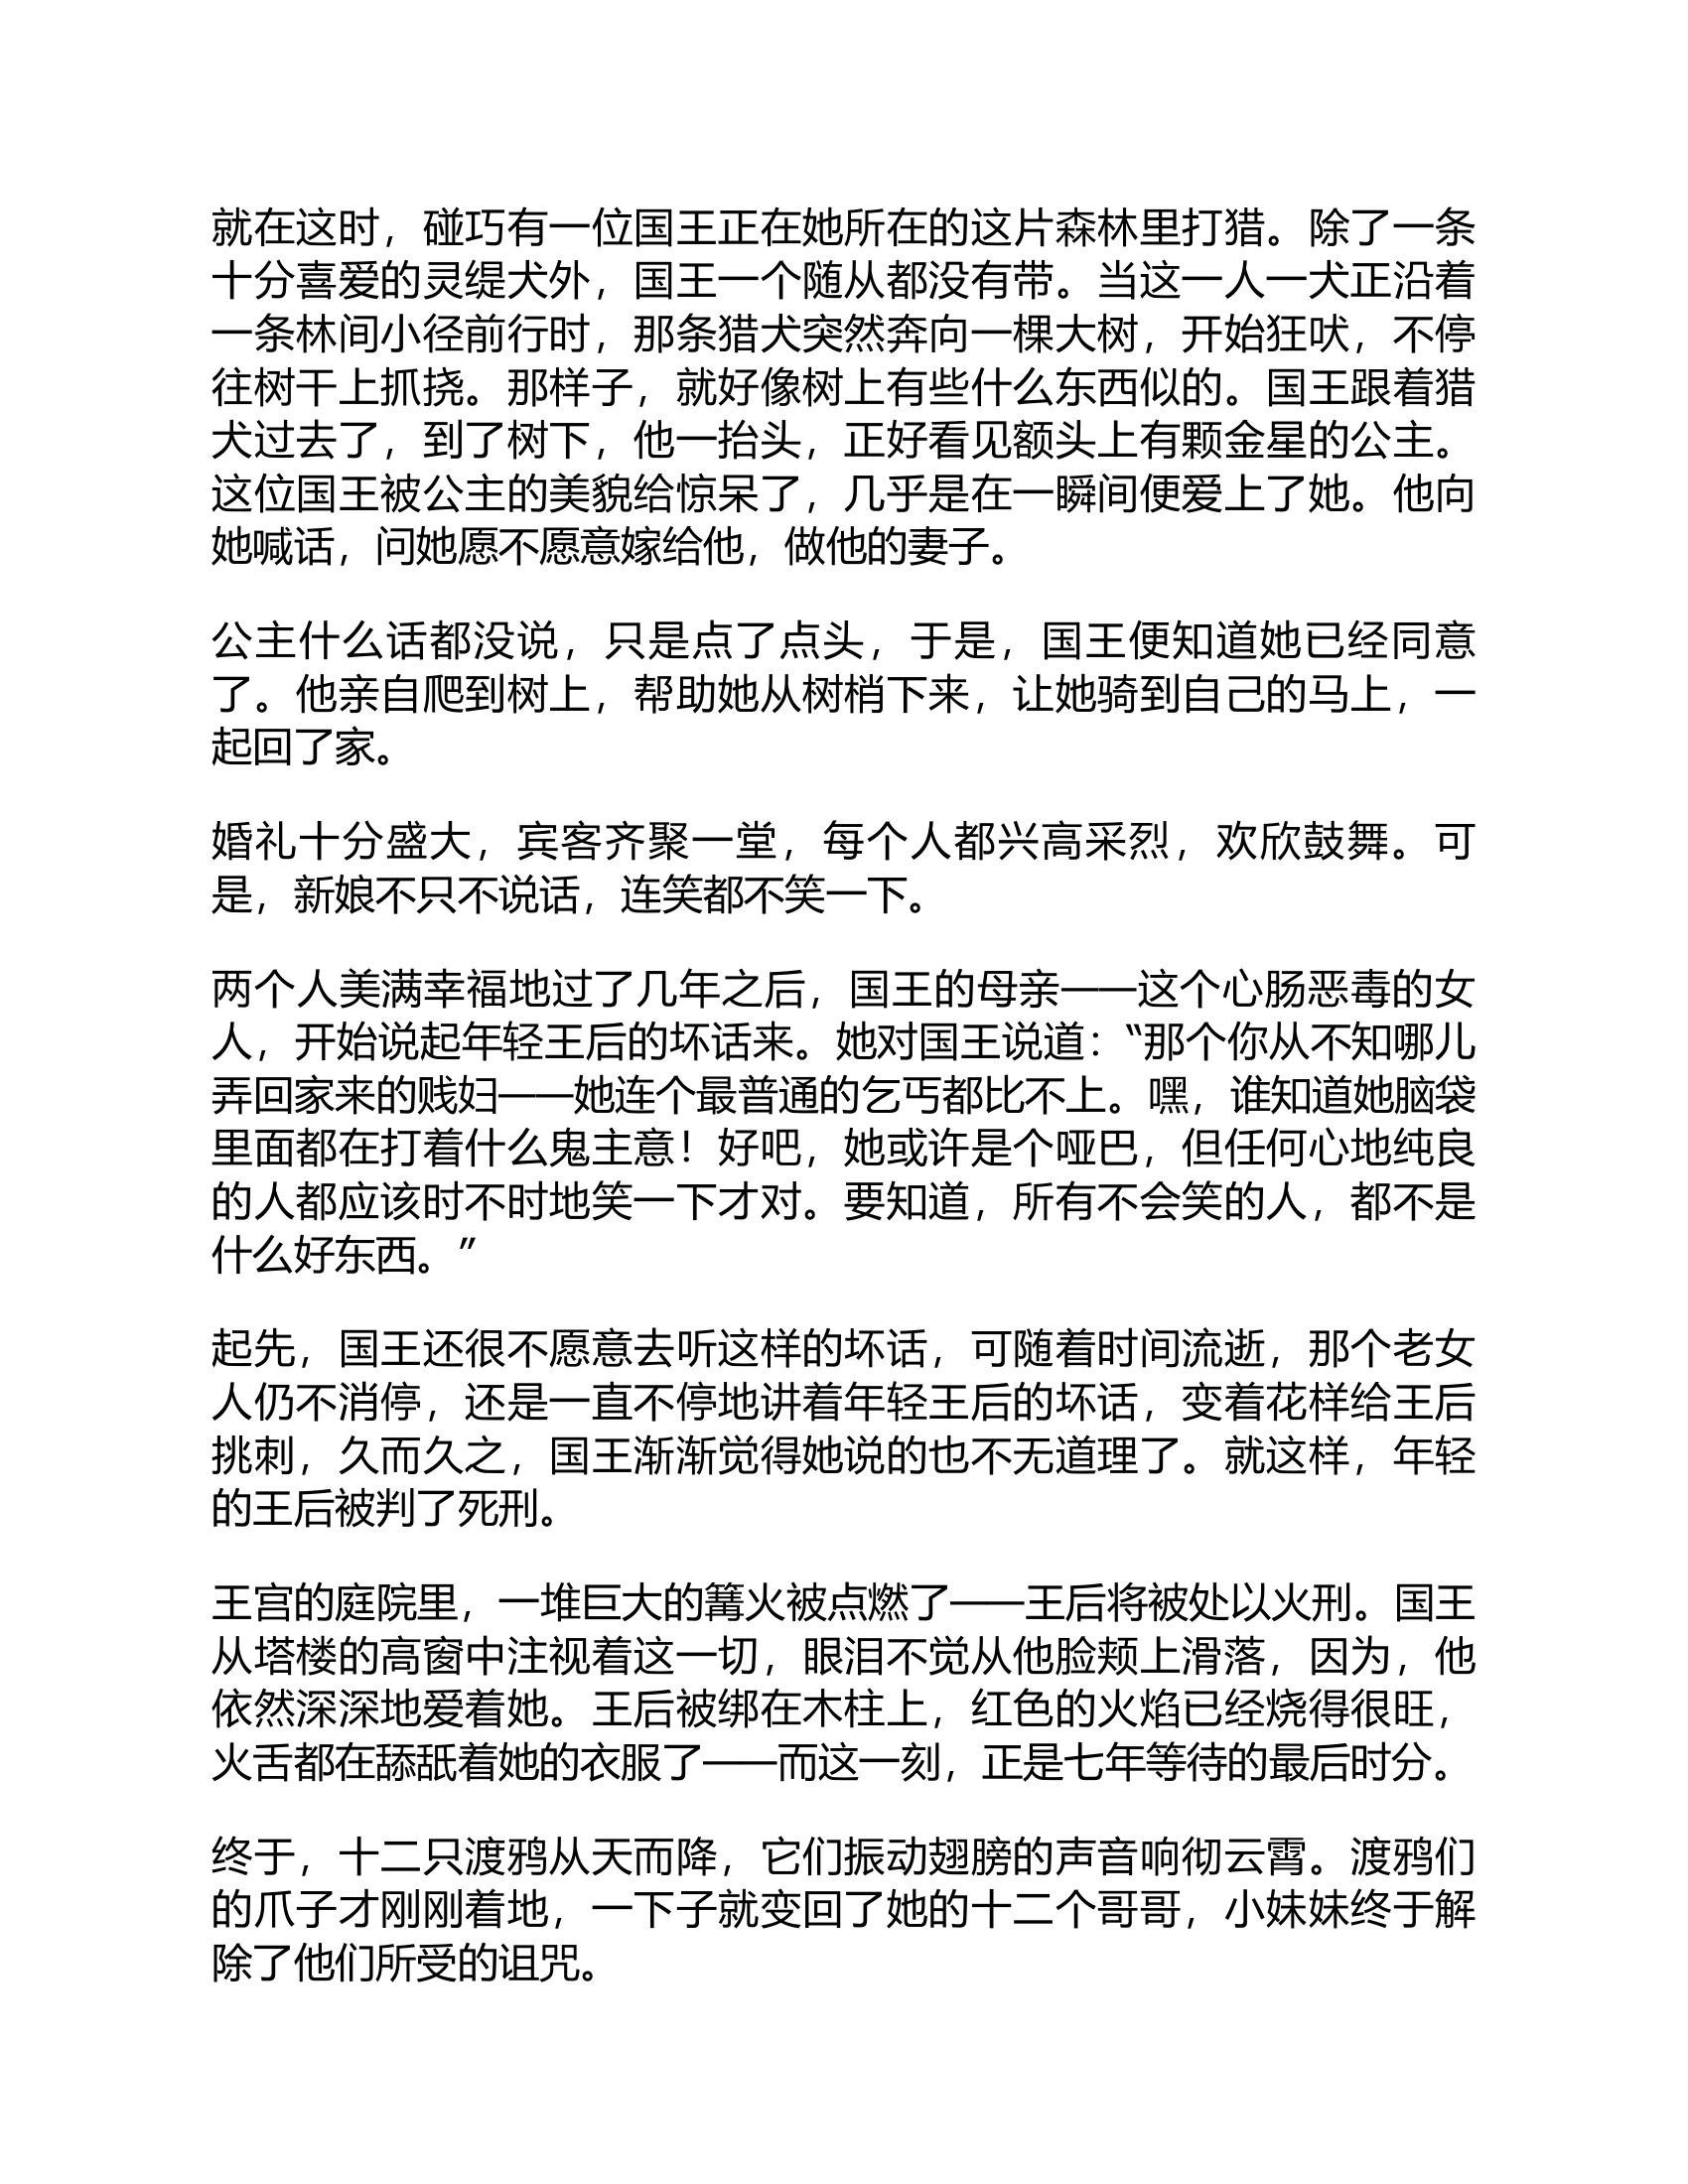 就在这时，碰巧有一位国王正在她所在的这片森林里打猎。除了一条
十分喜爱的灵缇犬外，国王一个随从都没有带。当这一人一犬正沿着
一条林间小径前行时，那条猎犬突然奔向一棵大树，开始狂吠，不停
往树干上抓挠。那样子，就好像树上有些什么东西似的。国王跟着猎
犬过去了，到了树下，他一抬头，正好看见额头上有颗金星的公主。
这位国王被公主的美貌给惊呆了，几乎是在一瞬间便爱上了她。他向
她喊话，问她愿不愿意嫁给他，做他的妻子。
公主什么话都没说，只是点了点头，于是，国王便知道她已经同意
了。他亲自爬到树上，帮助她从树梢下来，让她骑到自己的马上，一
起回了家。
婚礼十分盛大，宾客齐聚一堂，每个人都兴高采烈，欢欣鼓舞。可
是，新娘不只不说话，连笑都不笑一下。
两个人美满幸福地过了几年之后，国王的母亲——这个心肠恶毒的女
人，开始说起年轻王后的坏话来。她对国王说道：“那个你从不知哪儿
弄回家来的贱妇——她连个最普通的乞丐都比不上。嘿，谁知道她脑袋
里面都在打着什么鬼主意！好吧，她或许是个哑巴，但任何心地纯良
的人都应该时不时地笑一下才对。要知道，所有不会笑的人，都不是
什么好东西。”
起先，国王还很不愿意去听这样的坏话，可随着时间流逝，那个老女
人仍不消停，还是一直不停地讲着年轻王后的坏话，变着花样给王后
挑刺，久而久之，国王渐渐觉得她说的也不无道理了。就这样，年轻
的王后被判了死刑。
王宫的庭院里，一堆巨大的篝火被点燃了——王后将被处以火刑。国王
从塔楼的高窗中注视着这一切，眼泪不觉从他脸颊上滑落，因为，他
依然深深地爱着她。王后被绑在木柱上，红色的火焰已经烧得很旺，
火舌都在舔舐着她的衣服了——而这一刻，正是七年等待的最后时分。
终于，十二只渡鸦从天而降，它们振动翅膀的声音响彻云霄。渡鸦们
的爪子才刚刚着地，一下子就变回了她的十二个哥哥，小妹妹终于解
除了他们所受的诅咒。